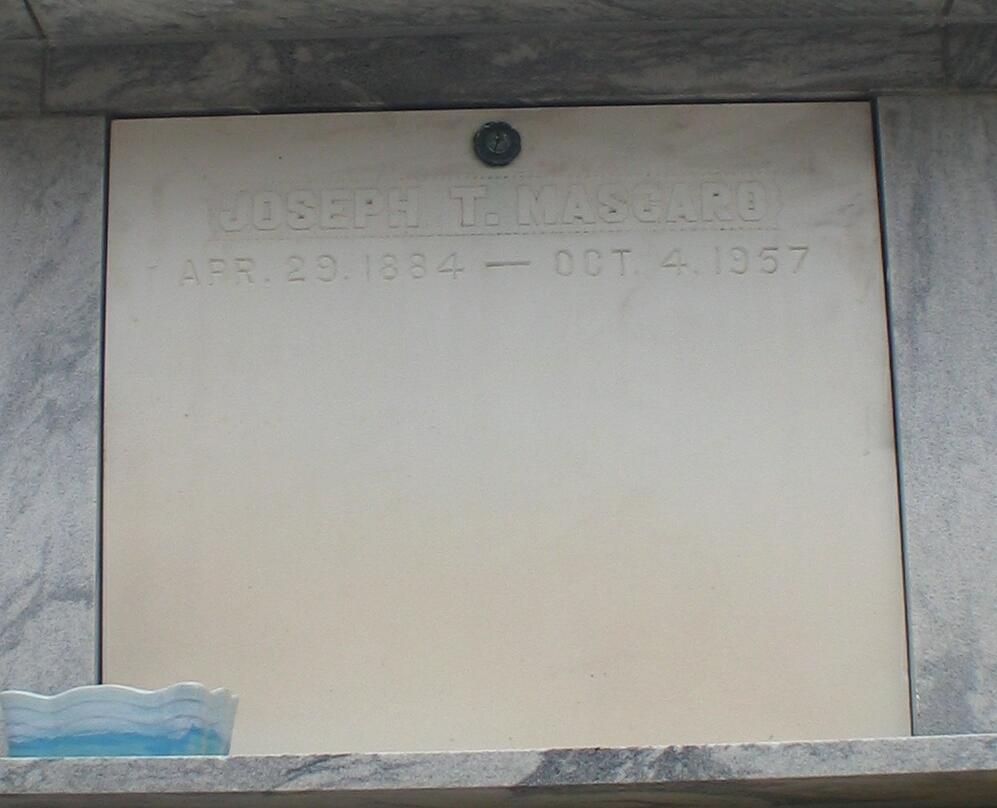 JOSEPH T. MASCARO
APR. 29. 1884 — OCT. 4. 1957